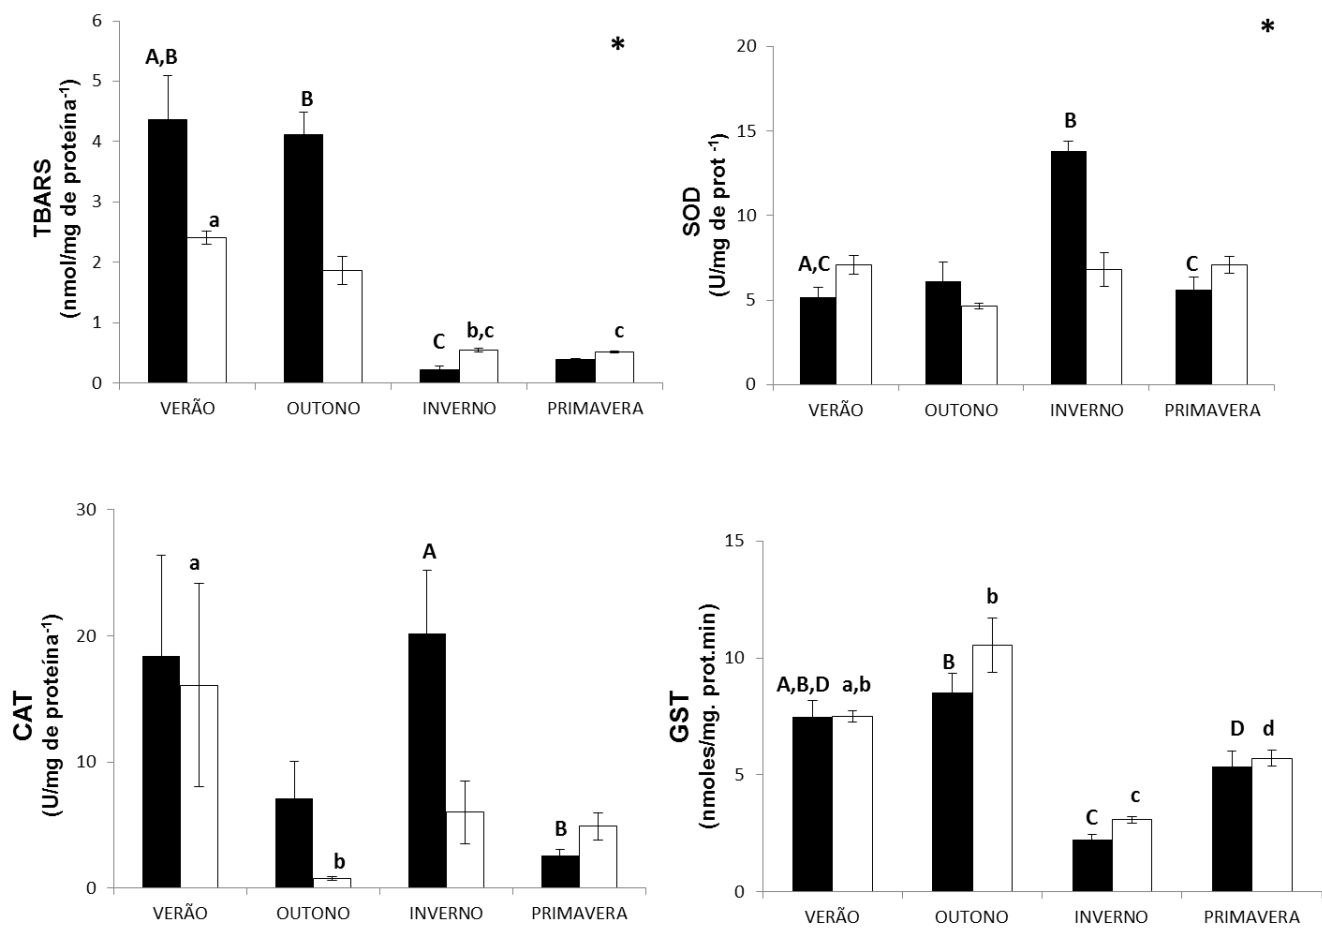 TBARS
(nmol/mg de proteína⁻¹)
6
5
4
3
2
1
0
*
A,B
a
B
C
b,c
c
VERÃO OUTONO INVERNO PRIMAVERA
SOD
(U/mg de prot ⁻¹)
20
15
10
5
0
*
A,C
B
C
VERÃO OUTONO INVERNO PRIMAVERA
CAT
(U/mg de proteína⁻¹)
30
20
10
0
a
b
A
B
VERÃO OUTONO INVERNO PRIMAVERA
GST
(nmoles/mg. prot.min)
15
10
5
0
A,B,D a,b
B
b
C
c
D d
VERÃO OUTONO INVERNO PRIMAVERA